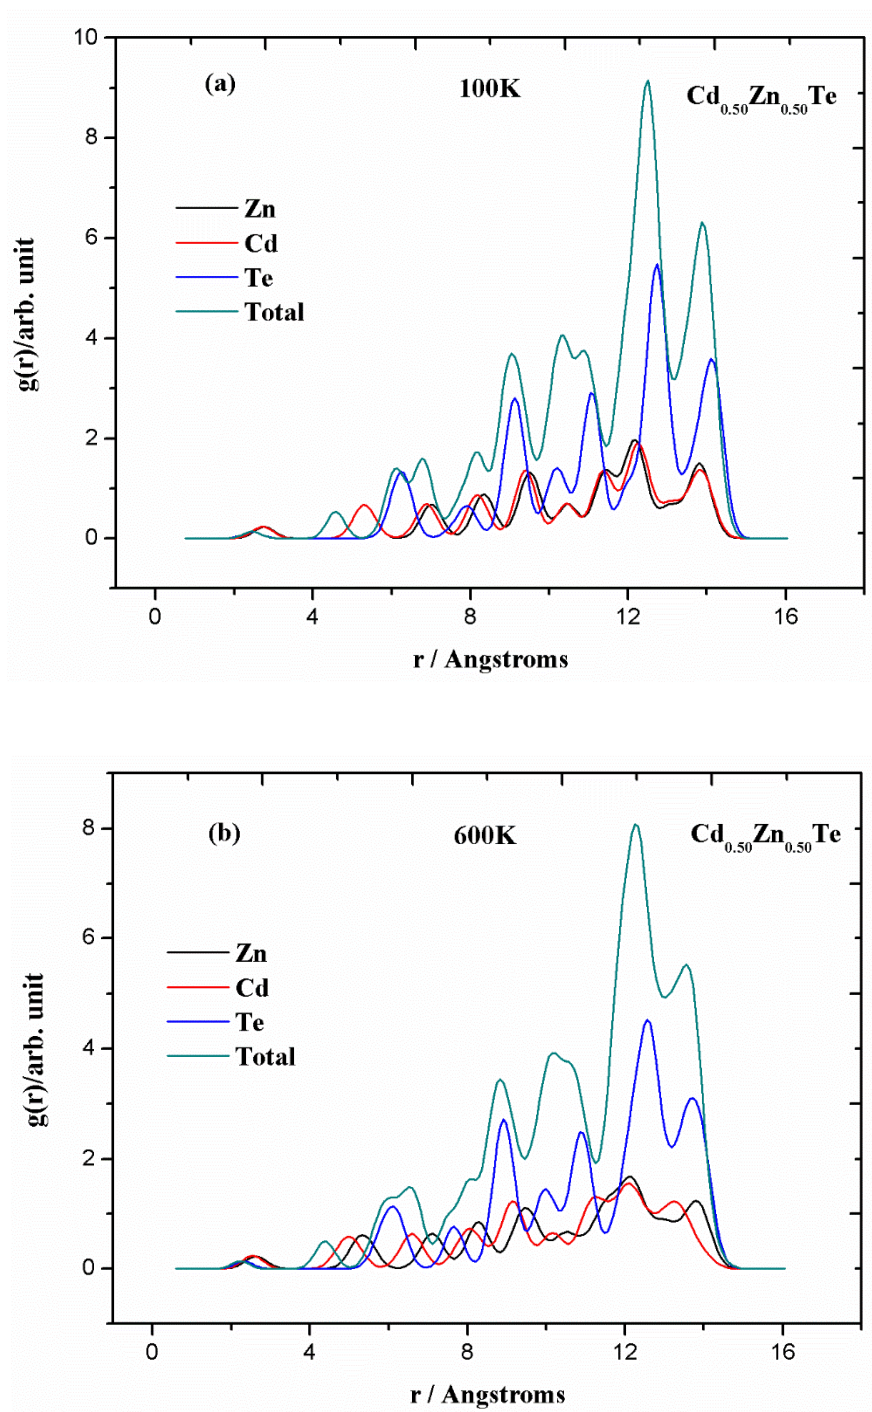 10
(a)
100K
Cd0.50Zn0.50Te
8
Zn
Cd
Te
Total
6
4
2
0
g(r)/arb. unit
0 4 8 12 16
r / Angstroms
(b)
600K
Cd0.50Zn0.50Te
8
Zn
Cd
Te
Total
6
4
2
0
g(r)/arb. unit
0 4 8 12 16
r / Angstroms